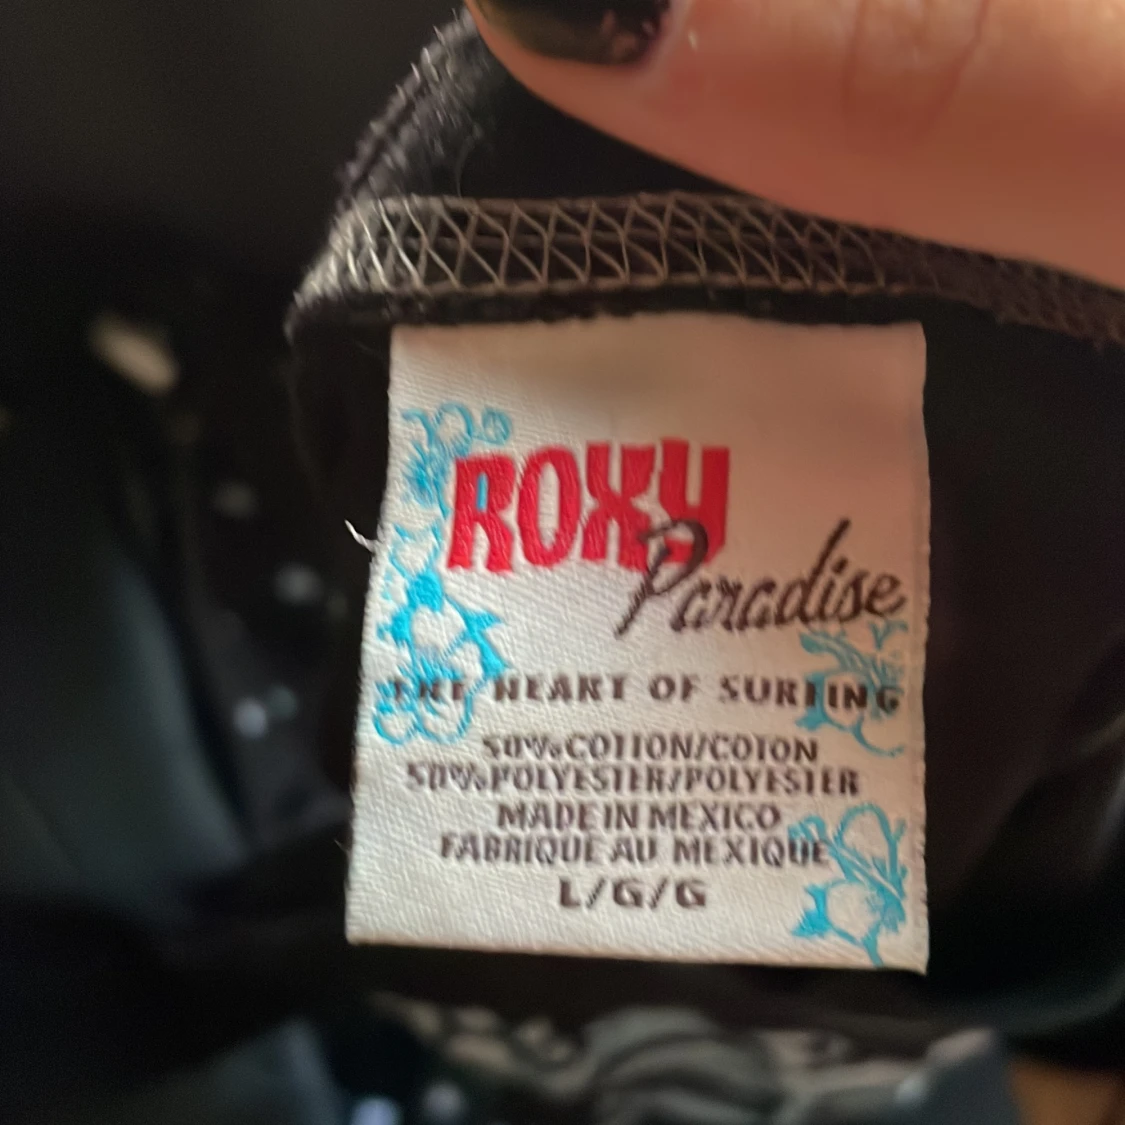 ROXY
Paradise
THE HEART OF SURFING
50%COTTON/COTON
50%POLYESTER/POLYESTER
MADE IN MEXICO
FABRIQUE AU MEXIQUE
L/G/G